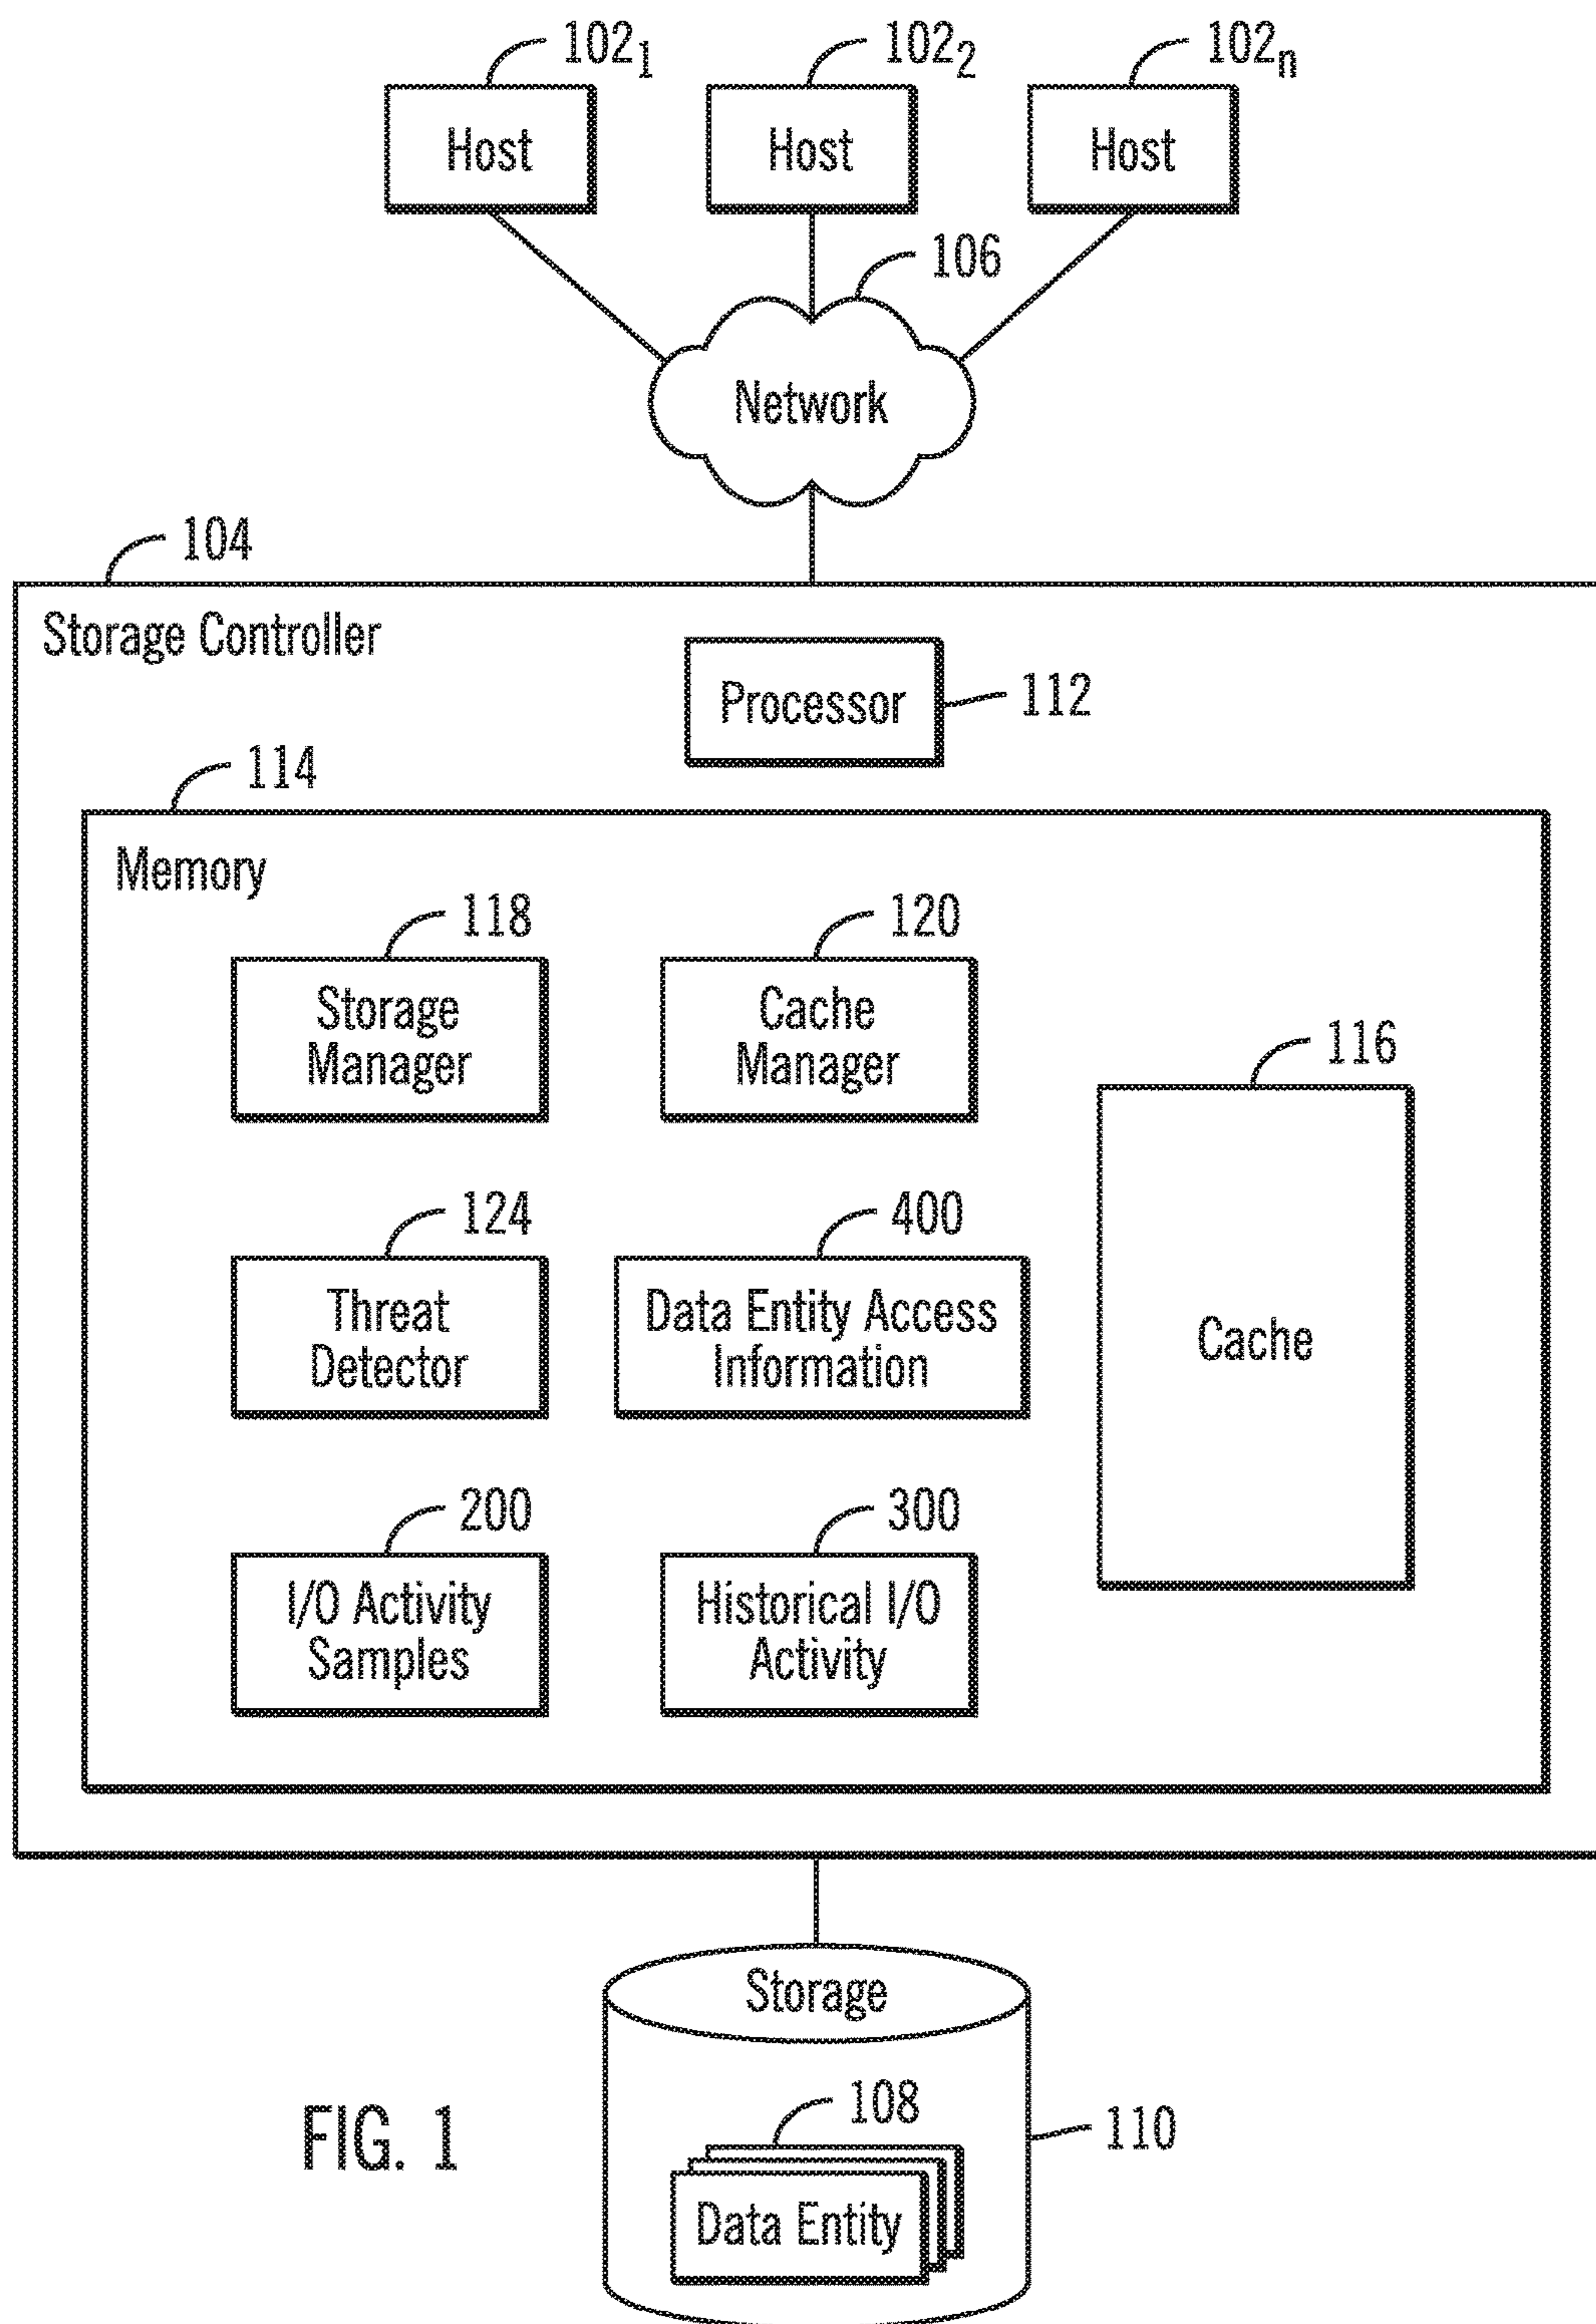 102₁ 102₂ 102ₙ
Host Host Host
106
Network
104
Storage Controller
Processor
112
114
Memory
118
Storage
Manager
120
Cache
Manager
116
Cache
124
Threat
Detector
400
Data Entity Access
Information
200
I/O Activity
Samples
300
Historical I/O
Activity
Storage
108
Data Entity
110
FIG. 1